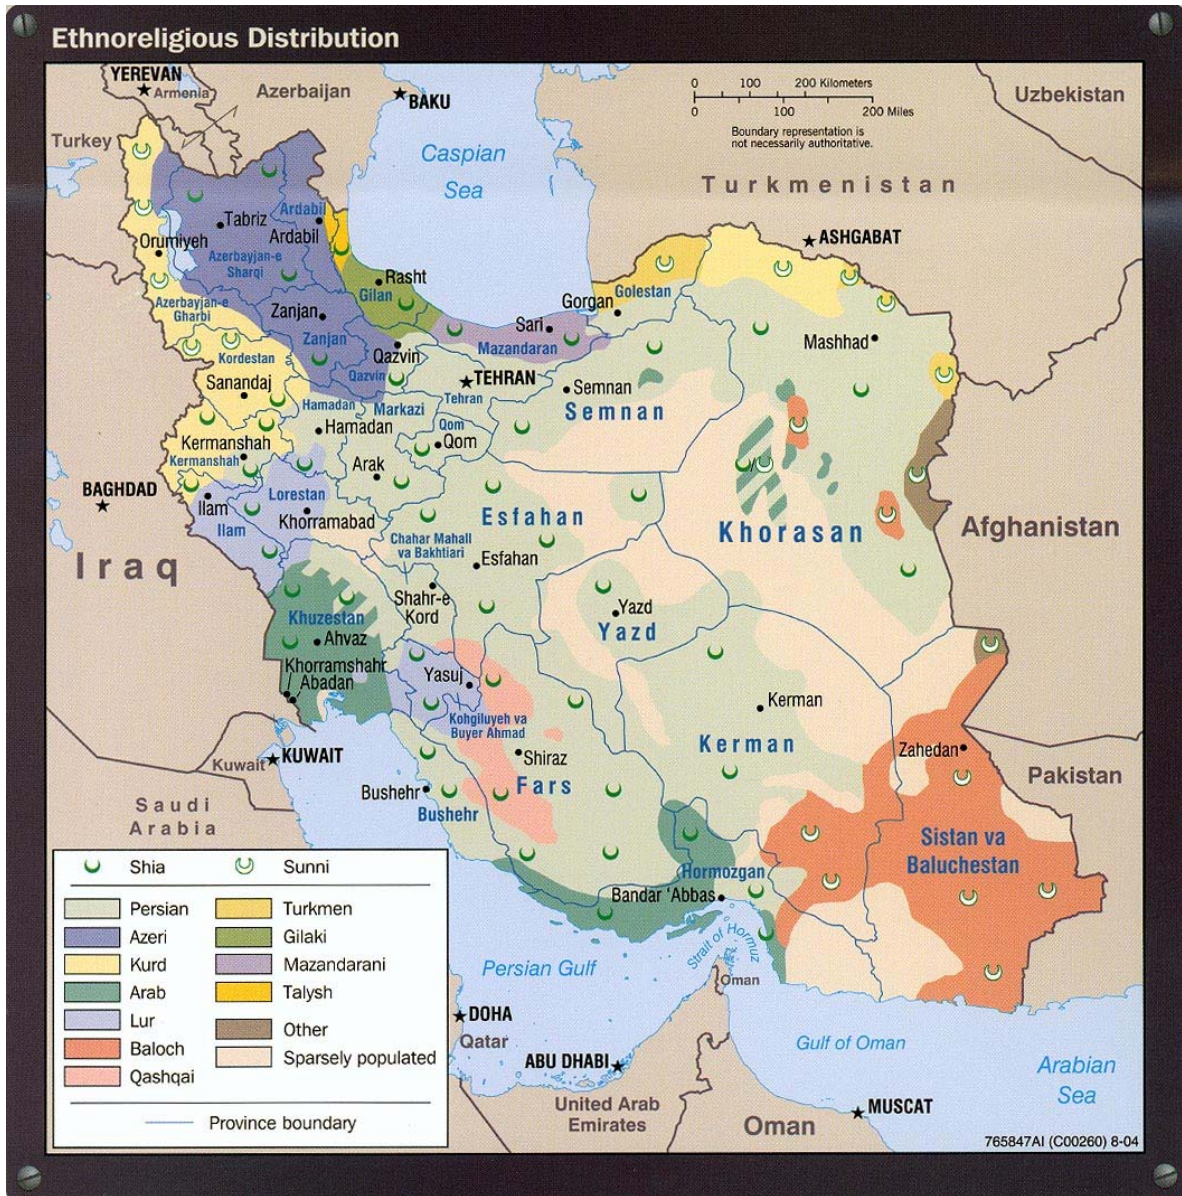 Ethnoreligious Distribution
YEREVAN
Armenia
Azerbaijan
BAKU
Turkey
Caspian
Sea
0 100 200 Kilometers
0 100 200 Miles
Boundary representation is
not necessarily authoritative.
Uzbekistan
Turkmenistan
ASHGABAT
Tabriz
Ardabil
Ardabil
Orumiyeh
Azerbayjan-e
Sharqi
Rasht
Gilan
Azerbayjan-e
Gharbi
Zanjan
Zanjan
Gorgan
Golestan
Sari
Mazandaran
Mashhad
Kordestan
Qazvin
Qazvin
Sanandaj
TEHRAN
Tehran
Semnan
Semnan
Hamadan
Markazi
Hamadan
Qom
Qom
Kermanshah
Kermanshah
Arak
BAGHDAD
Ilam
Ilam
Lorestan
Khorramabad
Esfahan
Khorasan
Afghanistan
Chahar Mahall
va Bakhtiari
Esfahan
Iraq
Shahr-e
Kord
Yazd
Yazd
Khuzestan
Ahvaz
Khorramshahr
Abadan
Yasuj
Kohgiluyeh va
Buyer Ahmad
Kerman
Kerman
Zahedan
KUWAIT
Kuwait
Shiraz
Fars
Pakistan
Saudi
Arabia
Bushehr
Bushehr
Sistan va
Baluchestan
Hormozgan
Bandar 'Abbas
Strait of Hormuz
Persian Gulf
Oman
DOHA
Qatar
ABU DHABI
Gulf of Oman
Arabian
Sea
United Arab
Emirates
Oman
MUSCAT
Shia
Sunni
Persian
Turkmen
Azeri
Gilaki
Kurd
Mazandarani
Arab
Talysh
Lur
Other
Baloch
Sparsely populated
Qashqai
Province boundary
765847AI (C00260) 8-04